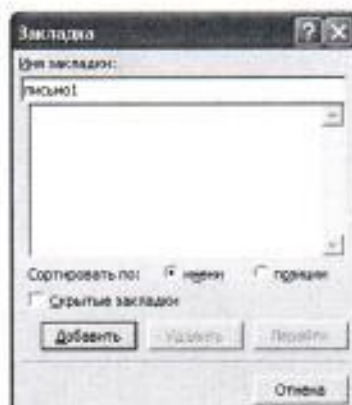 Закладка
Имя закладки:
письмо1
Сортировать по: имени позиции
Скрытые закладки
Добавить Удалить Перейти
Отмена